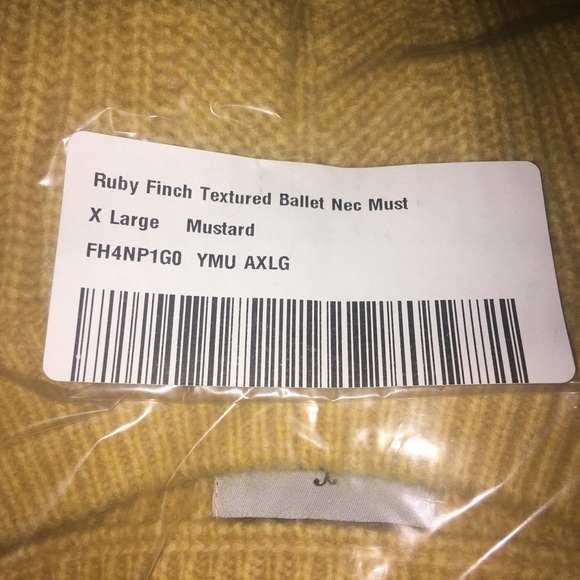 Ruby Finch Textured Ballet Nec Must
X Large Mustard
FH4NP1G0 YMU AXLG